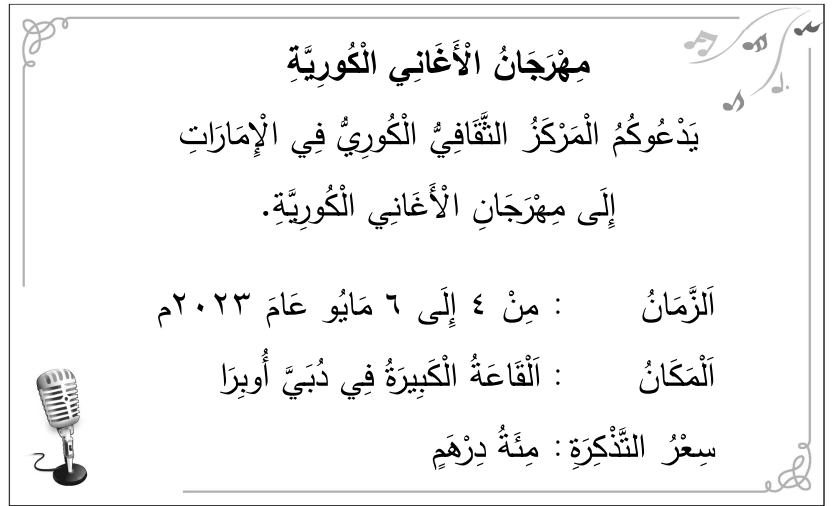 مِهْرَجَانُ الْأَغَانِي الْكُورِيَّةِ
يَدْعُوكُمُ الْمَرْكَزُ الثَّقَافِيُّ الْكُورِيُّ فِي الْإِمَارَاتِ
إِلَى مِهْرَجَانِ الْأَغَانِي الْكُورِيَّةِ.
اَلزَّمَانُ : مِنْ ٤ إِلَى ٦ مَايُو عَامَ ٢٠٢٣م
اَلْمَكَانُ : اَلْقَاعَةُ الْكَبِيرَةُ فِي دُبَيَّ أُوبِرَا
سِعْرُ التَّذْكِرَةِ : مِئَةُ دِرْهَمٍ